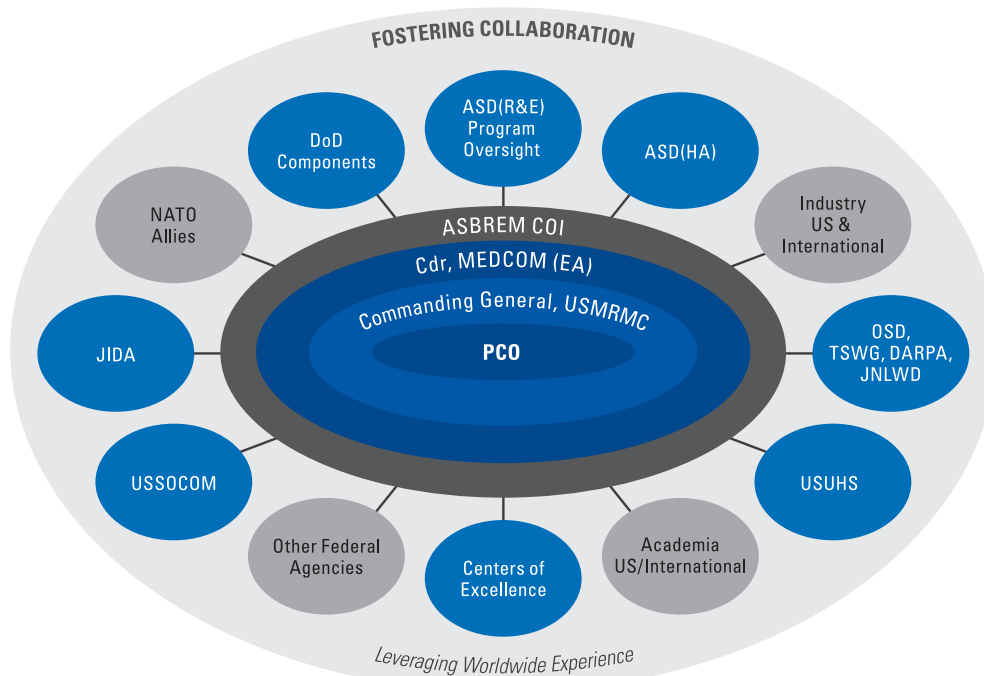 FOSTERING COLLABORATION
ASD(R&E)
Program
Oversight
DoD
Components
ASD(HA)
NATO
Allies
Industry
US &
International
ASBREM COI
Cdr, MEDCOM (EA)
Commanding General, USMRMC
PCO
JIDA
OSD,
TSWG, DARPA,
JNLWD
USSOCOM
USUHS
Other Federal
Agencies
Centers of
Excellence
Academia
US/International
Leveraging Worldwide Experience